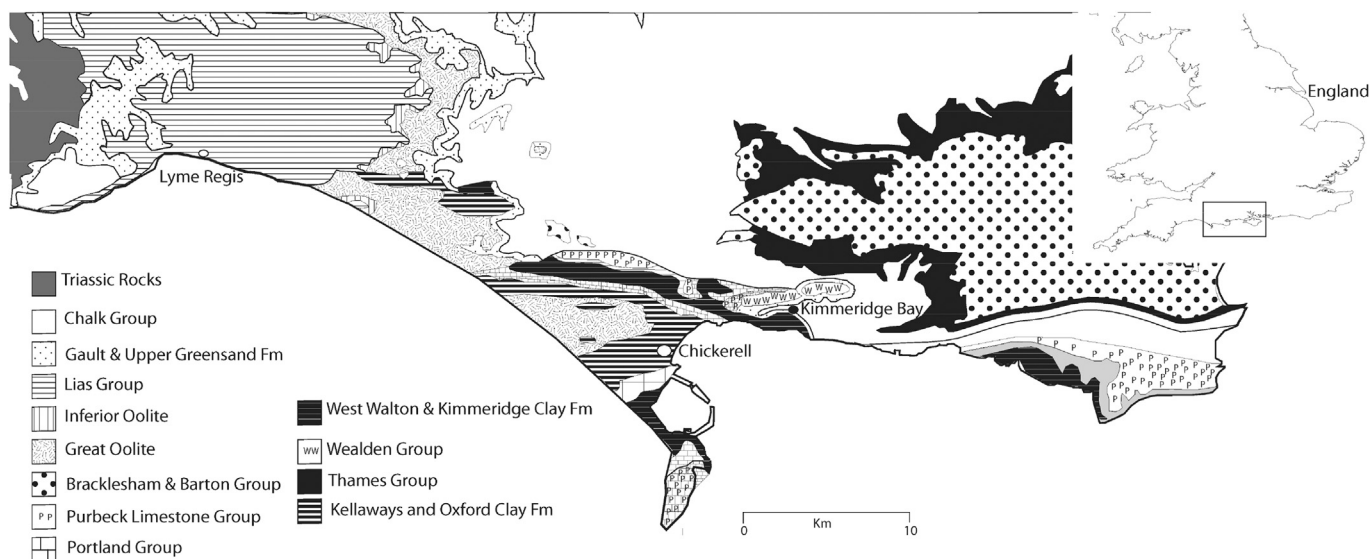 England
Lyme Regis
Kimmeridge Bay
Chickerell
Triassic Rocks
Chalk Group
Gault & Upper Greensand Fm
Lias Group
Inferior Oolite
Great Oolite
Bracklesham & Barton Group
P P Purbeck Limestone Group
Portland Group
West Walton & Kimmeridge Clay Fm
WW Wealden Group
Thames Group
Kellaways and Oxford Clay Fm
0 Km 10